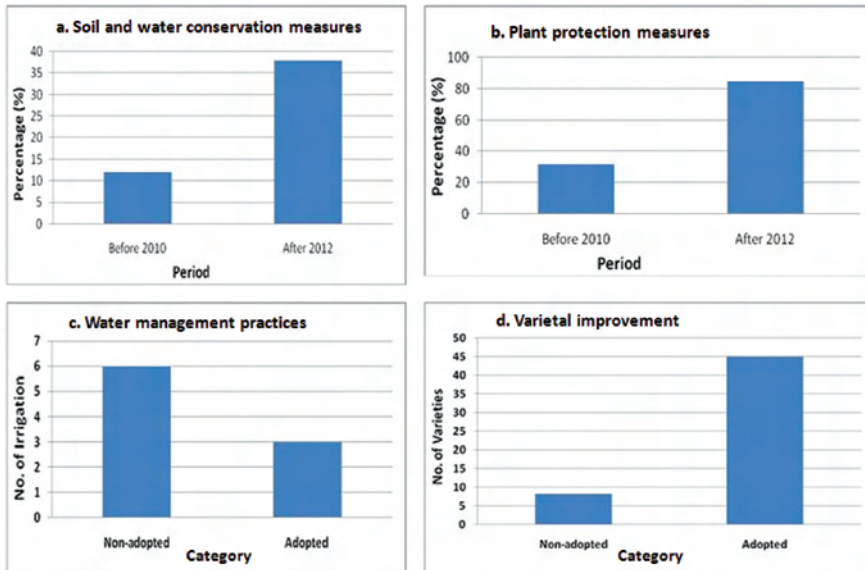 a. Soil and water conservation measures
Percentage (%)
40
35
30
25
20
15
10
5
0
Before 2010
After 2012
Period
b. Plant protection measures
Percentage (%)
100
80
60
40
20
0
Before 2010
After 2012
Period
c. Water management practices
No. of Irrigation
7
6
5
4
3
2
1
0
Non-adopted
Adopted
Category
d. Varietal improvement
No. of Varieties
50
45
40
35
30
25
20
15
10
5
0
Non-adopted
Adopted
Category